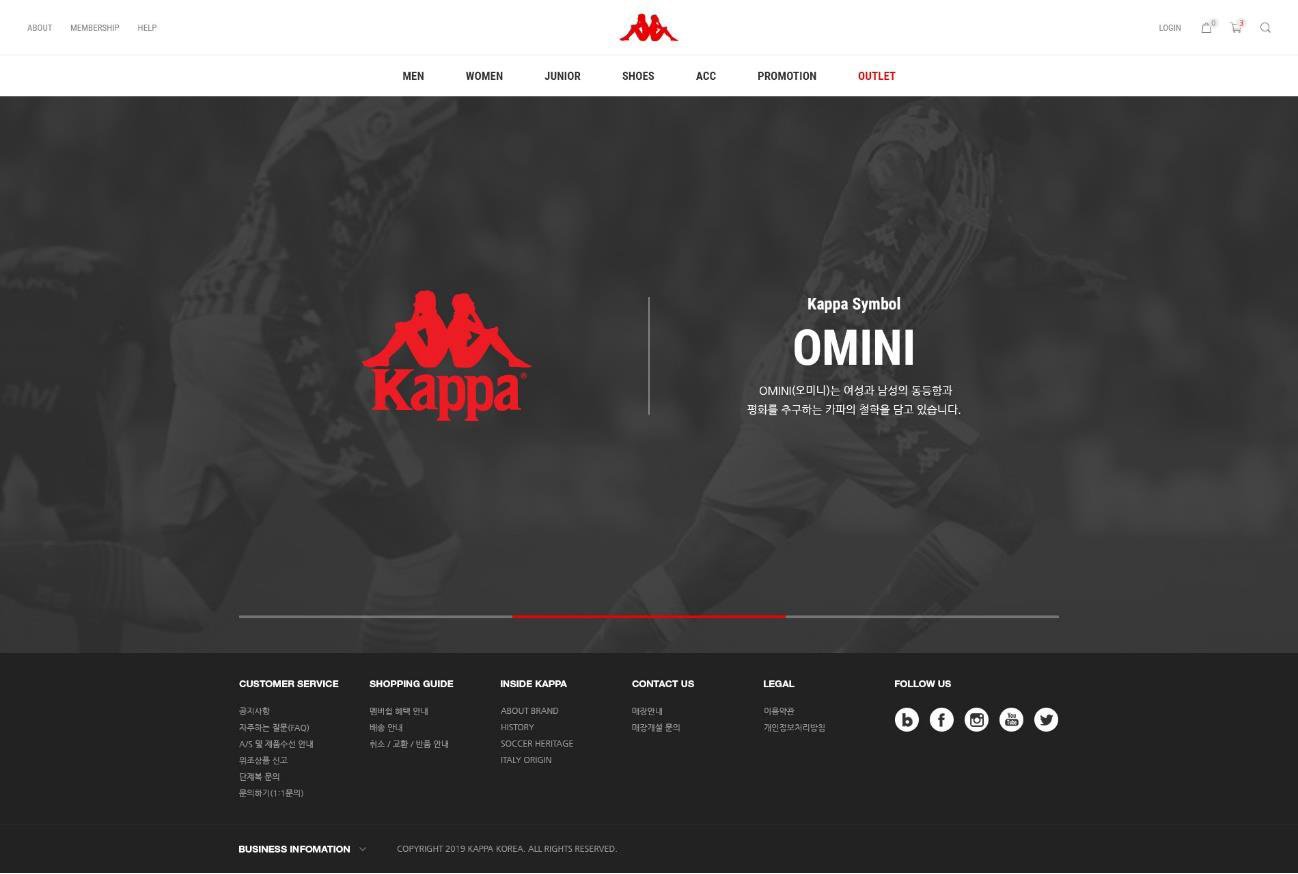 ABOUT MEMBERSHIP HELP
LOGIN 0 3
MEN WOMEN JUNIOR SHOES ACC PROMOTION OUTLET
Kappa®
Kappa Symbol
OMINI
OMINI(오미니)는 여성과 남성의 동등함과
평화를 추구하는 카파의 철학을 담고 있습니다.
CUSTOMER SERVICE
공지사항
자주하는 질문(FAQ)
A/S 및 제품수선 안내
위조상품 신고
단체복 문의
문의하기(1:1문의)
SHOPPING GUIDE
멤버쉽 혜택 안내
배송 안내
취소 / 교환 / 반품 안내
INSIDE KAPPA
ABOUT BRAND
HISTORY
SOCCER HERITAGE
ITALY ORIGIN
CONTACT US
매장안내
매장개설 문의
LEGAL
이용약관
개인정보처리방침
FOLLOW US
You
Tube
BUSINESS INFOMATION
COPYRIGHT 2019 KAPPA KOREA. ALL RIGHTS RESERVED.